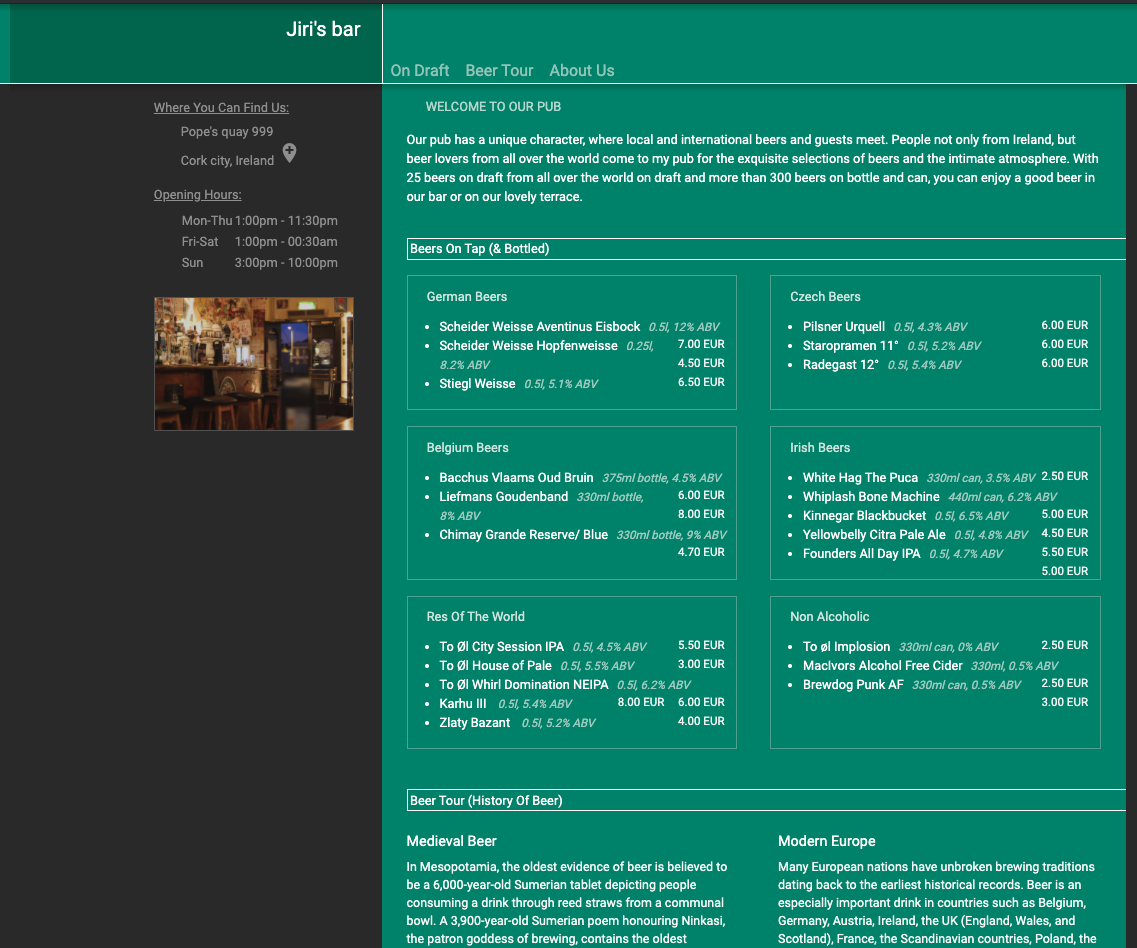 Jiri's bar
On Draft Beer Tour About Us
Where You Can Find Us:
Pope's quay 999
Cork city, Ireland
Opening Hours:
Mon-Thu 1:00pm - 11:30pm
Fri-Sat 1:00pm - 00:30am
Sun 3:00pm - 10:00pm
WELCOME TO OUR PUB
Our pub has a unique character, where local and international beers and guests meet. People not only from Ireland, but
beer lovers from all over the world come to my pub for the exquisite selections of beers and the intimate atmosphere. With
25 beers on draft from all over the world on draft and more than 300 beers on bottle and can, you can enjoy a good beer in
our bar or on our lovely terrace.
Beers On Tap (& Bottled)
German Beers
Scheider Weisse Aventinus Eisbock 0.5l, 12% ABV
Scheider Weisse Hopfenweisse 0.25l, 7.00 EUR
8.2% ABV 4.50 EUR
Stiegl Weisse 0.5l, 5.1% ABV 6.50 EUR
Czech Beers
Pilsner Urquell 0.5l, 4.3% ABV 6.00 EUR
Staropramen 11° 0.5l, 5.2% ABV 6.00 EUR
Radegast 12° 0.5l, 5.4% ABV 6.00 EUR
Belgium Beers
Bacchus Vlaams Oud Bruin 375ml bottle, 4.5% ABV
Liefmans Goudenband 330ml bottle, 6.00 EUR
8% ABV 8.00 EUR
Chimay Grande Reserve/ Blue 330ml bottle, 9% ABV
4.70 EUR
Irish Beers
White Hag The Puca 330ml can, 3.5% ABV 2.50 EUR
Whiplash Bone Machine 440ml can, 6.2% ABV
Kinnegar Blackbucket 0.5l, 6.5% ABV 5.00 EUR
Yellowbelly Citra Pale Ale 0.5l, 4.8% ABV 4.50 EUR
Founders All Day IPA 0.5l, 4.7% ABV 5.50 EUR
5.00 EUR
Res Of The World
To Øl City Session IPA 0.5l, 4.5% ABV 5.50 EUR
To Øl House of Pale 0.5l, 5.5% ABV 3.00 EUR
To Øl Whirl Domination NEIPA 0.5l, 6.2% ABV
Karhu III 0.5l, 5.4% ABV 8.00 EUR 6.00 EUR
Zlaty Bazant 0.5l, 5.2% ABV 4.00 EUR
Non Alcoholic
To øl Implosion 330ml can, 0% ABV 2.50 EUR
MacIvors Alcohol Free Cider 330ml, 0.5% ABV
Brewdog Punk AF 330ml can, 0.5% ABV 2.50 EUR
3.00 EUR
Beer Tour (History Of Beer)
Medieval Beer
In Mesopotamia, the oldest evidence of beer is believed to
be a 6,000-year-old Sumerian tablet depicting people
consuming a drink through reed straws from a communal
bowl. A 3,900-year-old Sumerian poem honouring Ninkasi,
the patron goddess of brewing, contains the oldest
Modern Europe
Many European nations have unbroken brewing traditions
dating back to the earliest historical records. Beer is an
especially important drink in countries such as Belgium,
Germany, Austria, Ireland, the UK (England, Wales, and
Scotland), France, the Scandinavian countries, Poland, the